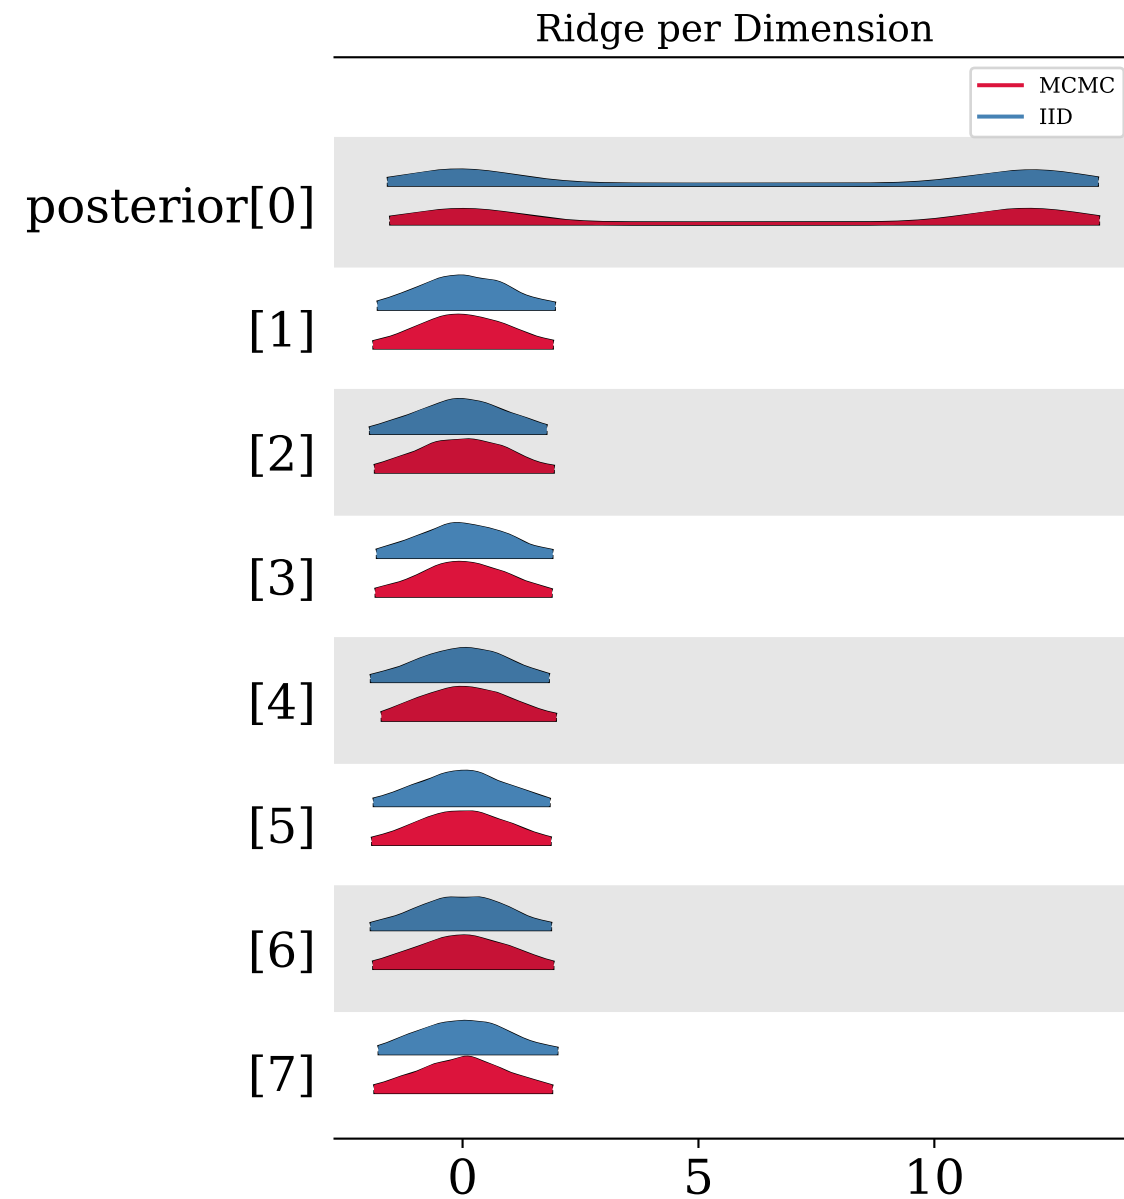 Ridge per Dimension
MCMC
IID
posterior[0]
[1]
[2]
[3]
[4]
[5]
[6]
[7]
0 5 10